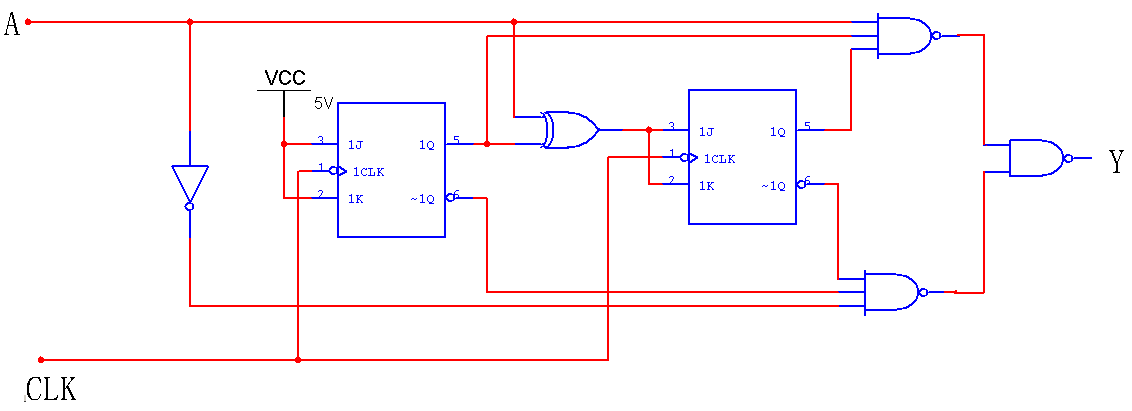 A
VCC
5V
3 1J 1Q 5
1 1CLK
2 1K ~1Q 6
3 1J 1Q 5
1 1CLK
2 1K ~1Q 6
Y
CLK